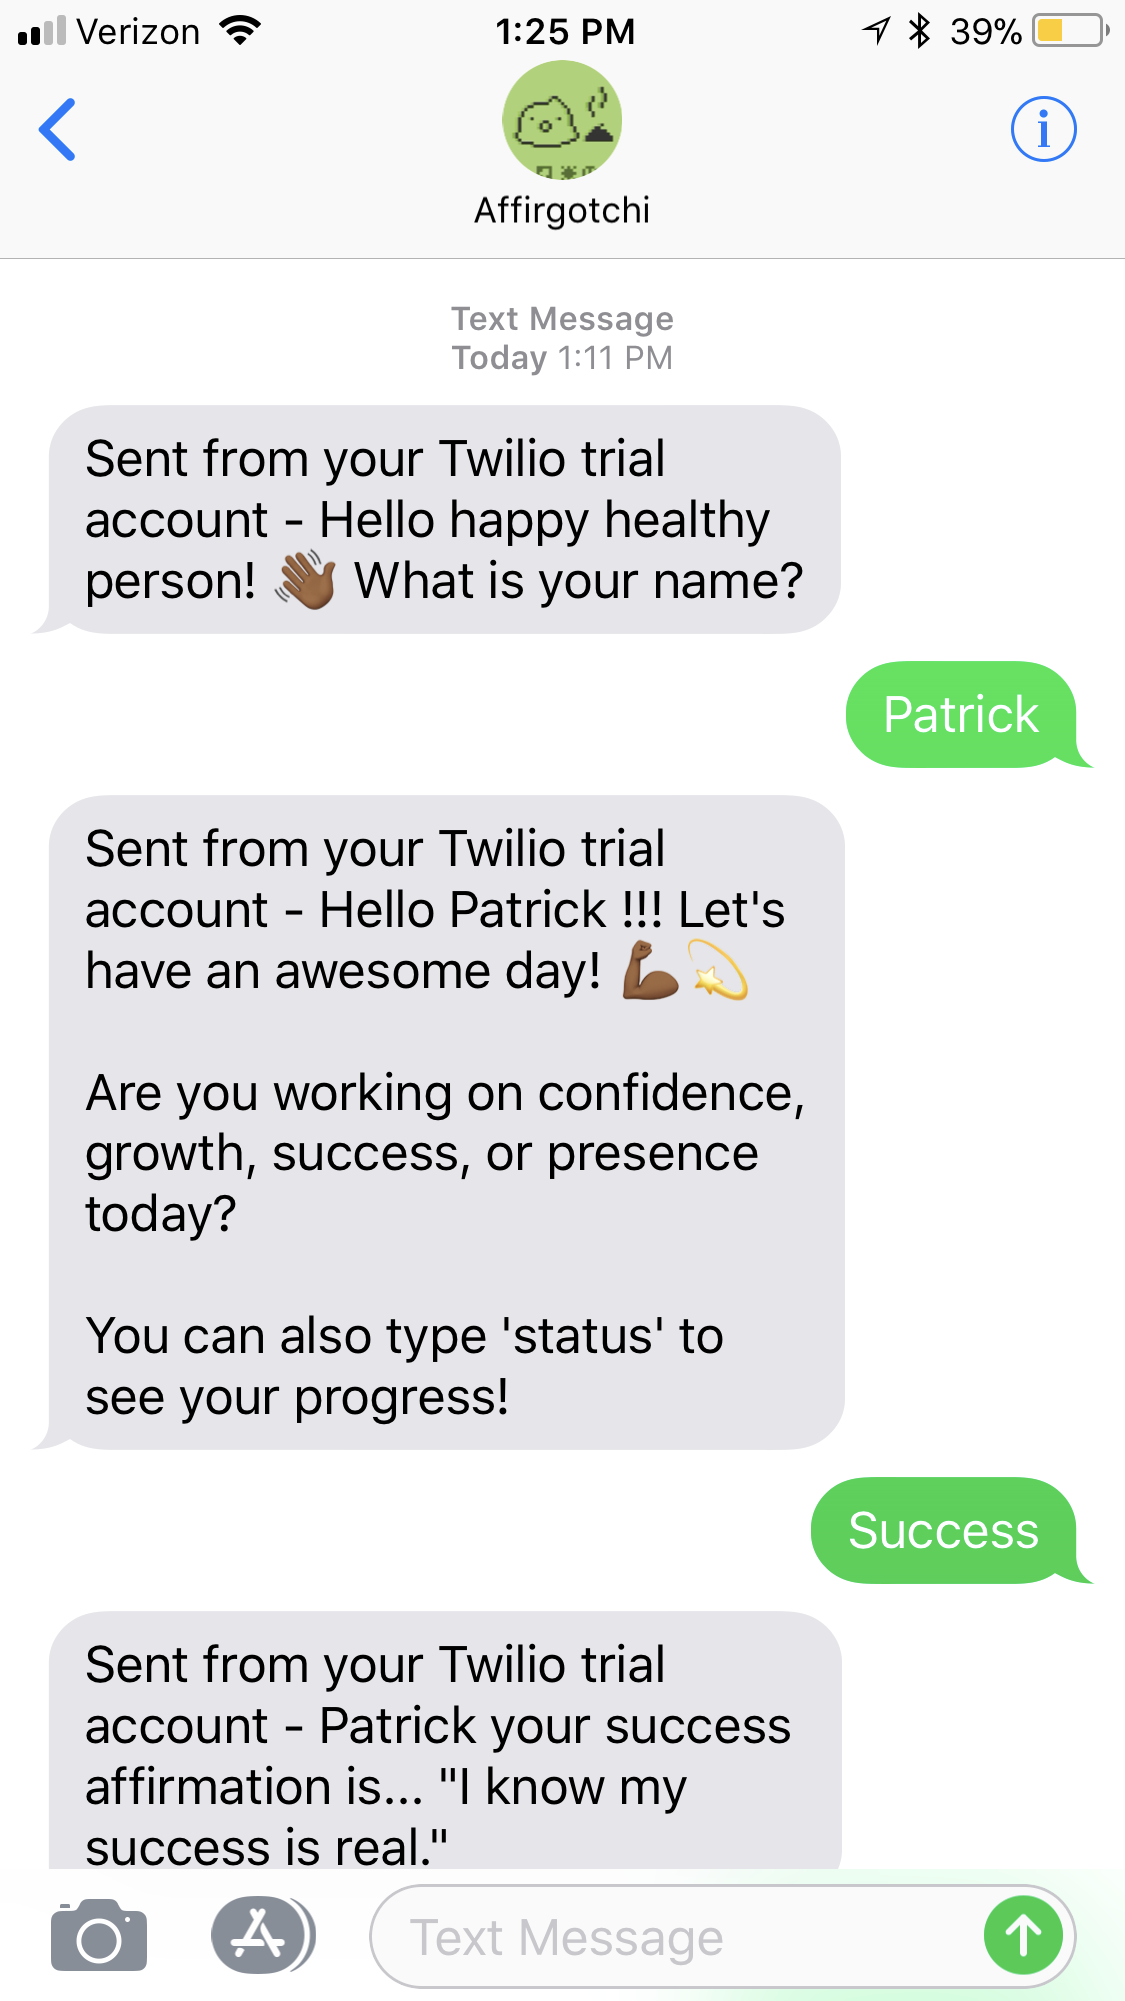 Verizon 1:25 PM 39%
Affirgotchi
Text Message
Today 1:11 PM
Sent from your Twilio trial
account - Hello happy healthy
person! 👋🏾 What is your name?
Patrick
Sent from your Twilio trial
account - Hello Patrick !!! Let's
have an awesome day! 💪🏾💫
Are you working on confidence,
growth, success, or presence
today?
You can also type 'status' to
see your progress!
Success
Sent from your Twilio trial
account - Patrick your success
affirmation is... "I know my
success is real."
Text Message